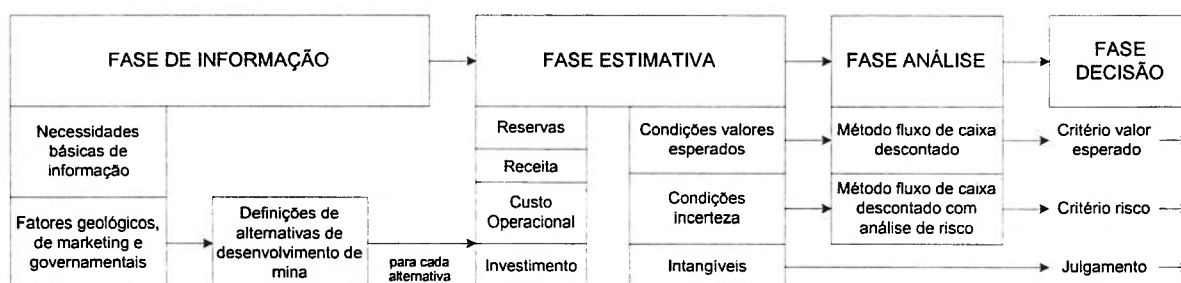 FASE DE INFORMAÇÃO
FASE ESTIMATIVA
FASE ANÁLISE
FASE
DECISÃO
Necessidades
básicas de
informação
Fatores geológicos,
de marketing e
governamentais
Definições de
alternativas de
desenvolvimento de
mina
para cada
alternativa
Reservas
Receita
Custo
Operacional
Investimento
Condições valores
esperados
Condições
incerteza
Intangíveis
Método fluxo de caixa
descontado
Método fluxo de caixa
descontado com
análise de risco
Critério valor
esperado
Critério risco
Julgamento